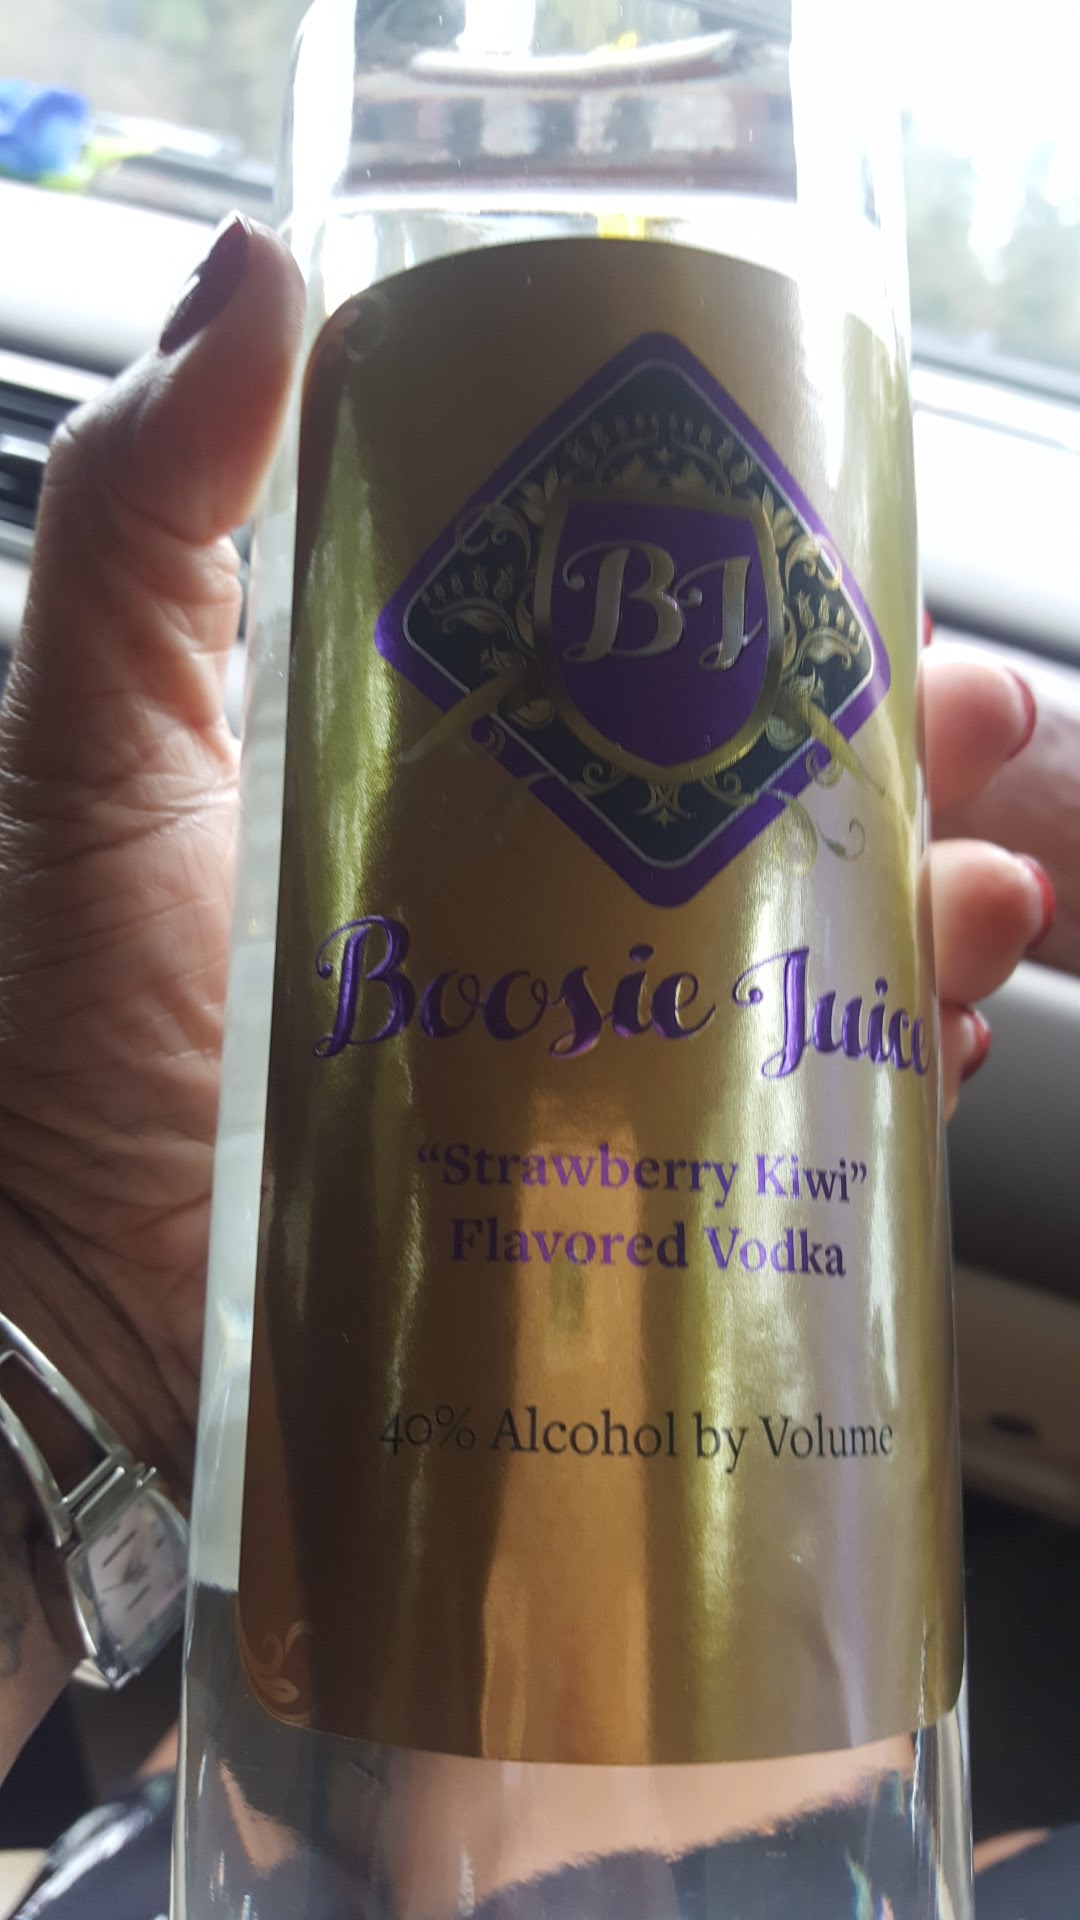 BJ
Boosie Juice
“Strawberry Kiwi”
Flavored Vodka
40% Alcohol by Volume